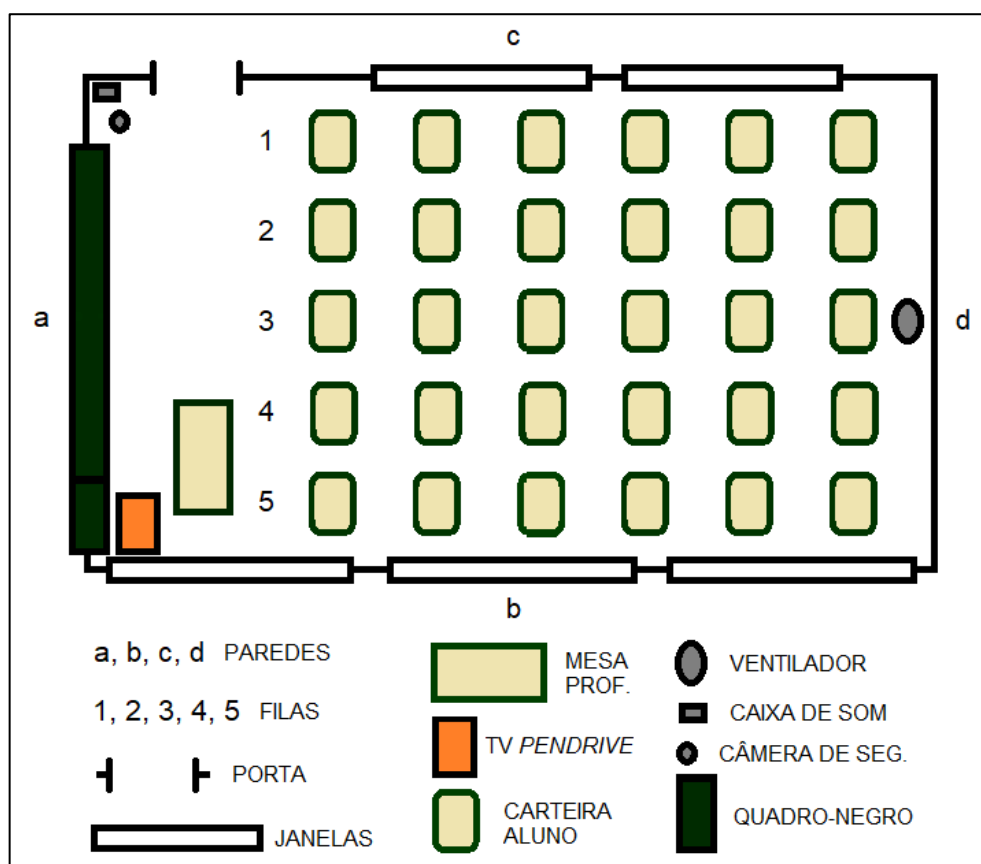 c
1
2
3
4
5
a
d
b
a, b, c, d PAREDES
1, 2, 3, 4, 5 FILAS
PORTA
JANELAS
MESA
PROF.
TV PENDRIVE
CARTEIRA
ALUNO
VENTILADOR
CAIXA DE SOM
CÂMERA DE SEG.
QUADRO-NEGRO